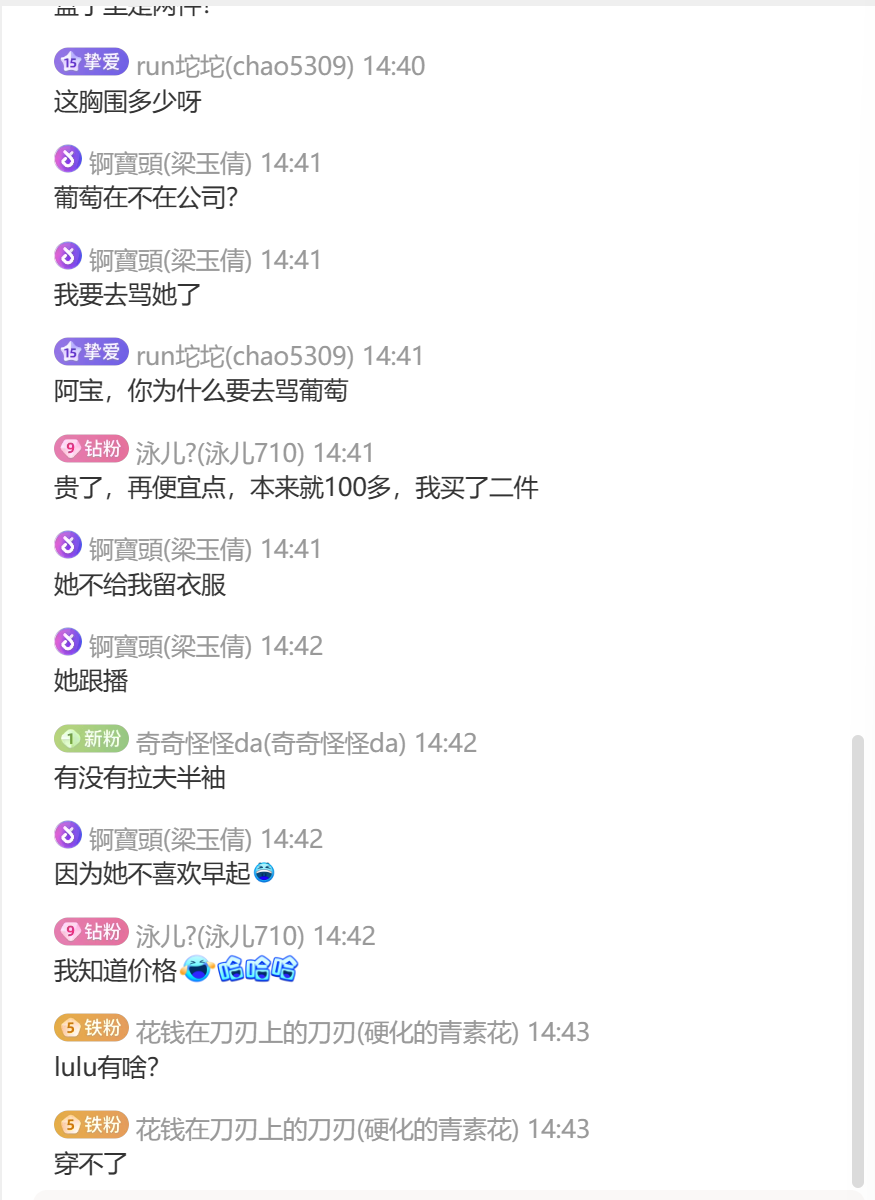 盒子里是两件?
15 挚爱 run坨坨(chao5309) 14:40
这胸围多少呀
锕寶頭(梁玉倩) 14:41
葡萄在不在公司?
锕寶頭(梁玉倩) 14:41
我要去骂她了
15 挚爱 run坨坨(chao5309) 14:41
阿宝，你为什么要去骂葡萄
9 钻粉 泳儿?(泳儿710) 14:41
贵了，再便宜点，本来就100多，我买了二件
锕寶頭(梁玉倩) 14:41
她不给我留衣服
锕寶頭(梁玉倩) 14:42
她跟播
1 新粉 奇奇怪怪da(奇奇怪怪da) 14:42
有没有拉夫半袖
锕寶頭(梁玉倩) 14:42
因为她不喜欢早起
9 钻粉 泳儿?(泳儿710) 14:42
我知道价格哈哈哈
5 铁粉 花钱在刀刃上的刀刃(硬化的青素花) 14:43
lulu有啥?
5 铁粉 花钱在刀刃上的刀刃(硬化的青素花) 14:43
穿不了